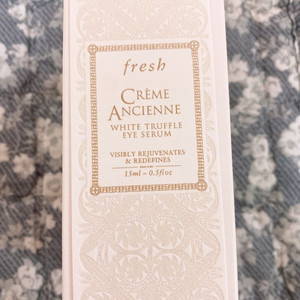 fresh
CRÈME
ANCIENNE
WHITE TRUFFLE
EYE SERUM
VISIBLY REJUVENATES
& REDEFINES
15ml – 0.5floz